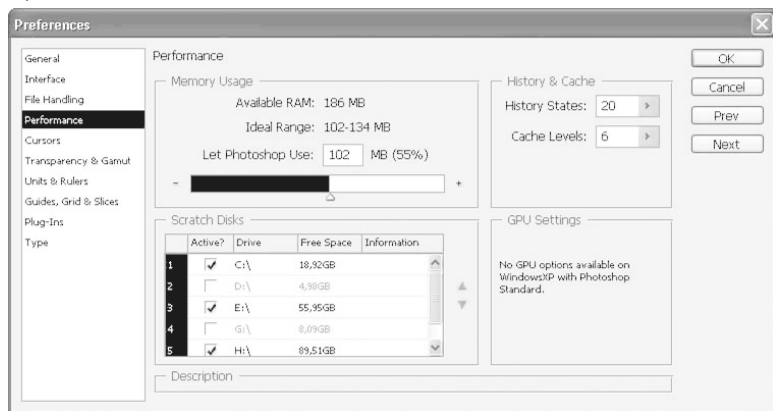 Preferences
General
Interface
File Handling
Performance
Cursors
Transparency & Gamut
Units & Rulers
Guides, Grid & Slices
Plug-Ins
Type
Performance
Memory Usage
Available RAM: 186 MB
Ideal Range: 102-134 MB
Let Photoshop Use: 102 MB (55%)
- +
History & Cache
History States: 20
Cache Levels: 6
Scratch Disks
Active? Drive Free Space Information
1 C:\ 18,92GB
2 D:\ 4,98GB
3 E:\ 55,95GB
4 G:\ 8,09GB
5 H:\ 89,51GB
GPU Settings
No GPU options available on
WindowsXP with Photoshop
Standard.
Description
OK
Cancel
Prev
Next